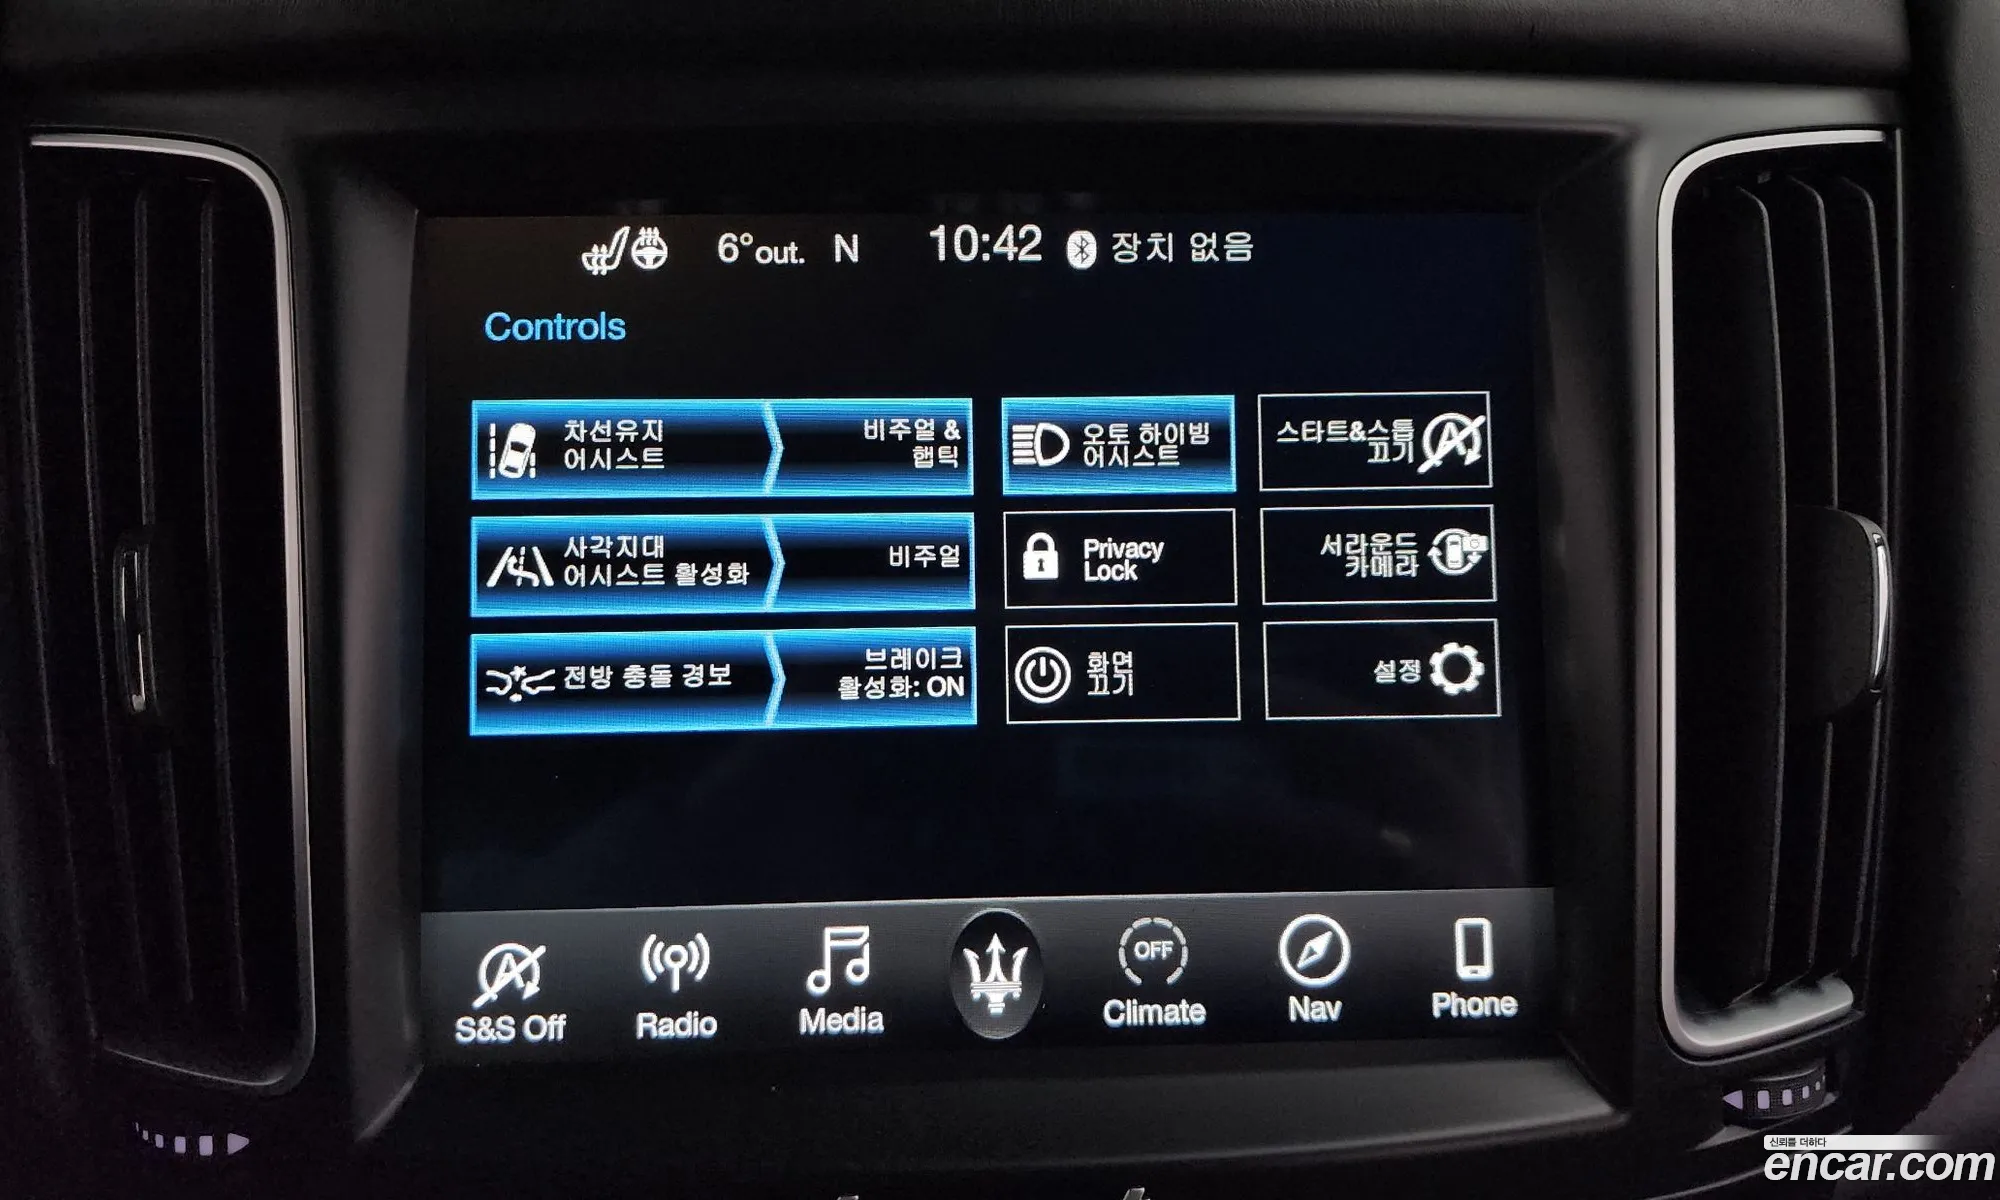 6°out. N 10:42 장치 없음
Controls
차선유지
어시스트
비주얼 &
햅틱
오토 하이빔
어시스트
스타트&스톱
끄기
사각지대
어시스트 활성화
비주얼
Privacy
Lock
서라운드
카메라
전방 충돌 경보
브레이크
활성화: ON
화면
끄기
설정
S&S Off
Radio
Media
OFF
Climate
Nav
Phone
신뢰를 더하다
encar.com